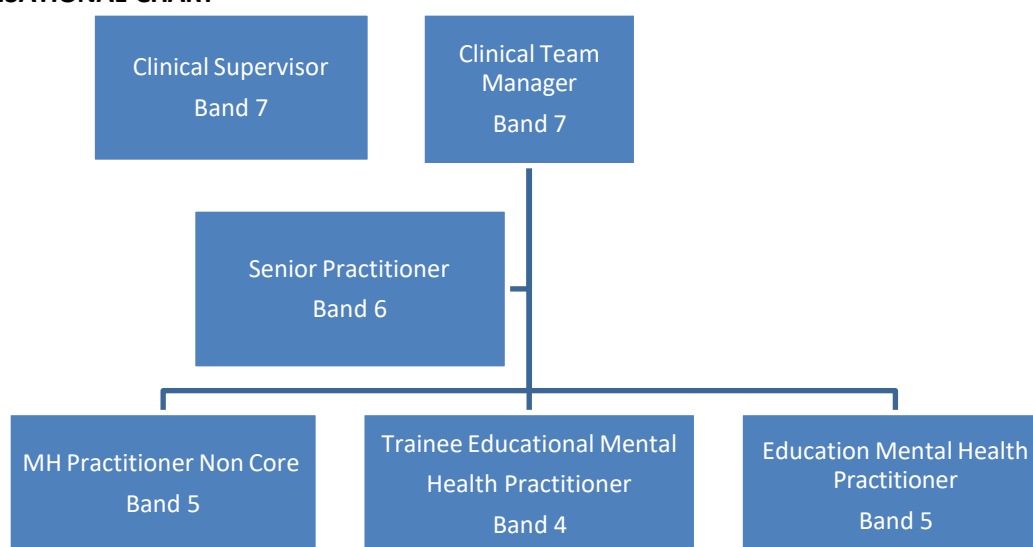 Clinical Supervisor
Band 7
Clinical Team
Manager
Band 7
Senior Practitioner
Band 6
MH Practitioner Non Core
Band 5
Trainee Educational Mental
Health Practitioner
Band 4
Education Mental Health
Practitioner
Band 5